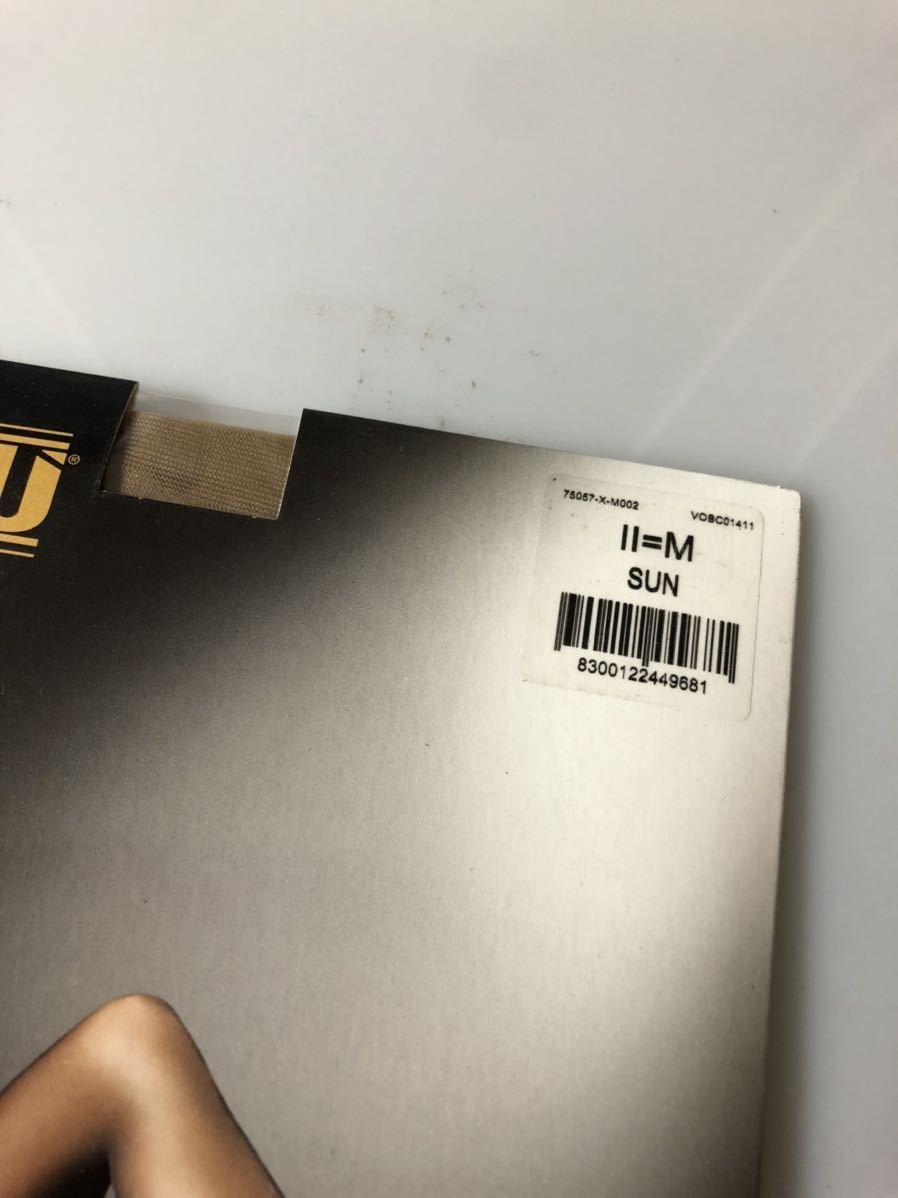 Ù®
75057-X-M002 VOBC01411
II=M
SUN
8300122449681